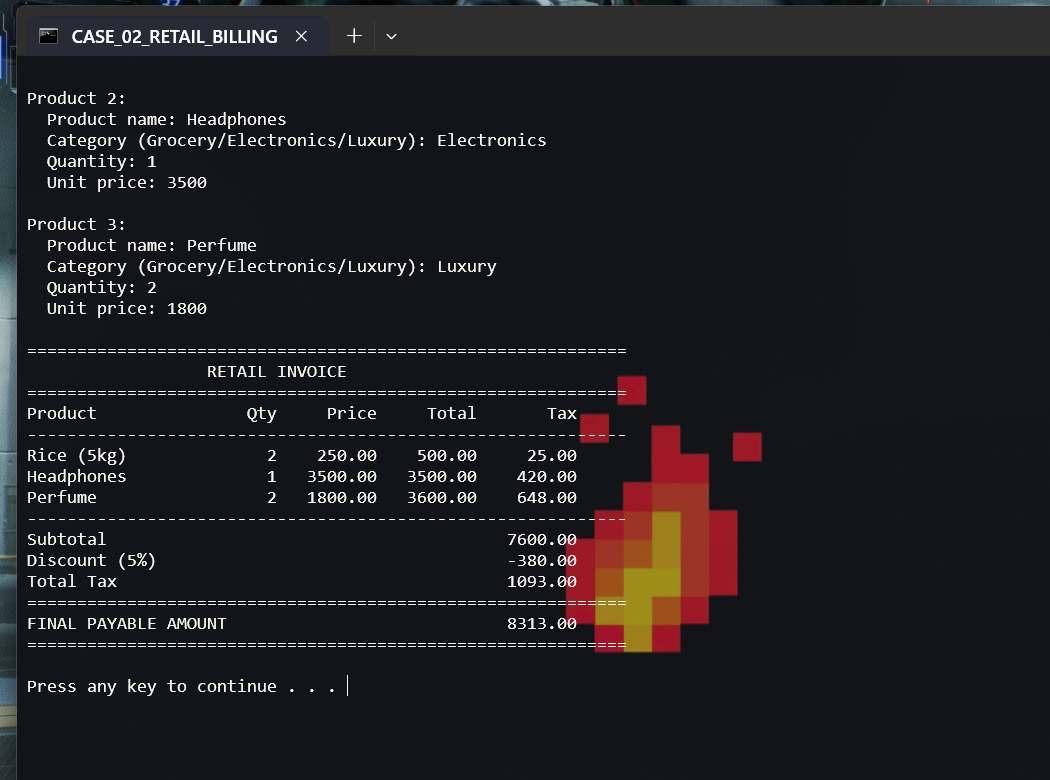 CASE_02_RETAIL_BILLING
Product 2:
  Product name: Headphones
  Category (Grocery/Electronics/Luxury): Electronics
  Quantity: 1
  Unit price: 3500
Product 3:
  Product name: Perfume
  Category (Grocery/Electronics/Luxury): Luxury
  Quantity: 2
  Unit price: 1800
============================================================
                  RETAIL INVOICE
============================================================
Product               Qty     Price     Total       Tax
------------------------------------------------------------
Rice (5kg)              2    250.00    500.00     25.00
Headphones              1   3500.00   3500.00    420.00
Perfume                 2   1800.00   3600.00    648.00
------------------------------------------------------------
Subtotal                                        7600.00
Discount (5%)                                   -380.00
Total Tax                                       1093.00
============================================================
FINAL PAYABLE AMOUNT                            8313.00
============================================================
Press any key to continue . . .